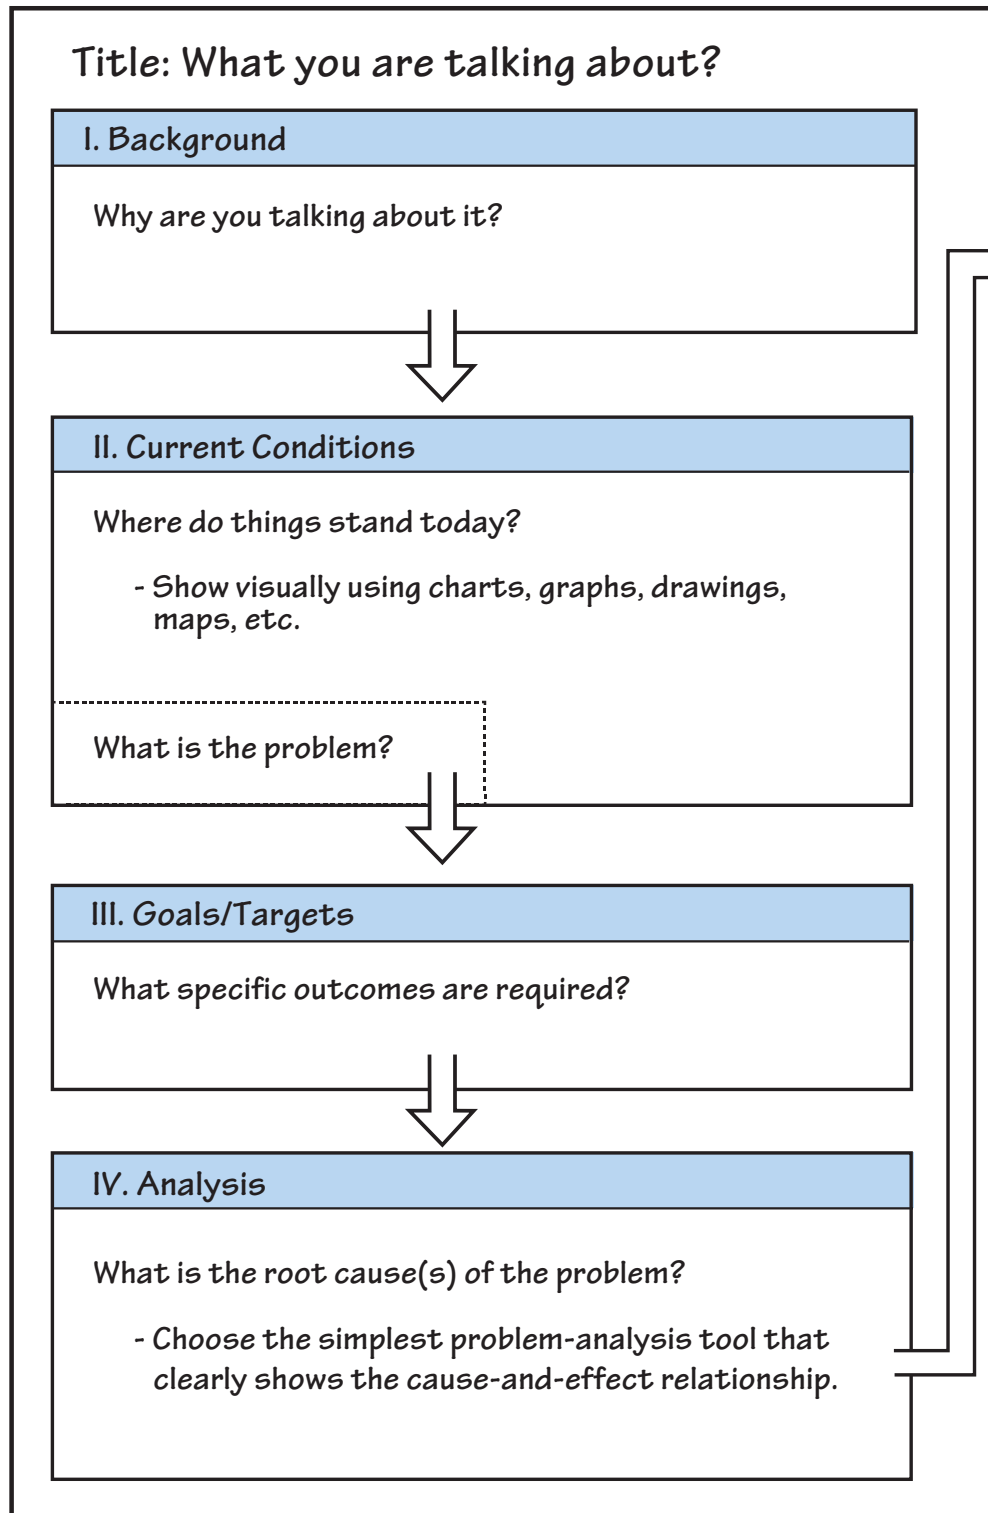 Title: What you are talking about?
I. Background
Why are you talking about it?
II. Current Conditions
Where do things stand today?
- Show visually using charts, graphs, drawings,
maps, etc.
What is the problem?
III. Goals/Targets
What specific outcomes are required?
IV. Analysis
What is the root cause(s) of the problem?
- Choose the simplest problem-analysis tool that
clearly shows the cause-and-effect relationship.